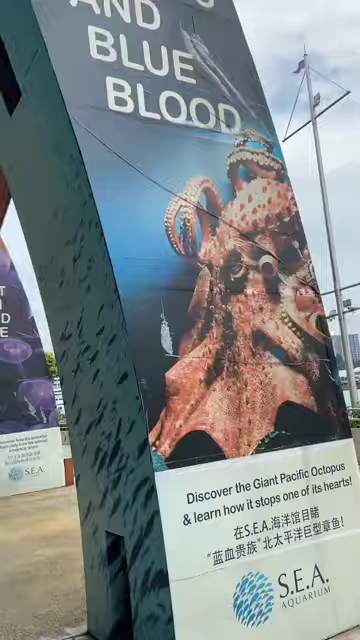 AND
BLUE
BLOOD
Discover the Giant Pacific Octopus
& learn how it stops one of its hearts!
在S.E.A.海洋馆目睹
“蓝血贵族”北太平洋巨型章鱼!
S.E.A.
AQUARIUM
S.E.A.